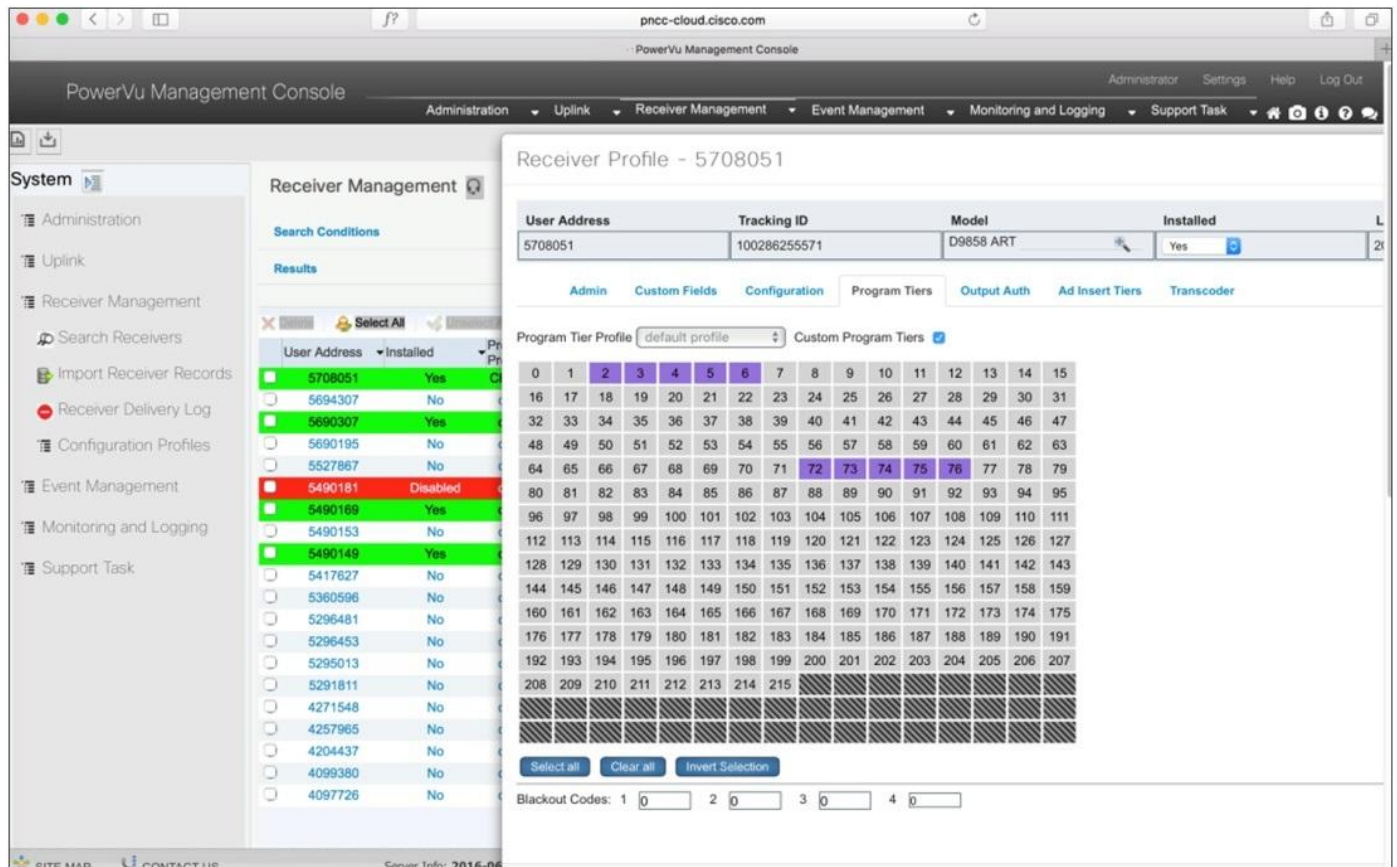 f?
pncc-cloud.cisco.com
PowerVu Management Console
PowerVu Management Console
Administrator Settings Help Log Out
Administration Uplink Receiver Management Event Management Monitoring and Logging Support Task
System
Administration
Uplink
Receiver Management
Search Receivers
Import Receiver Records
Receiver Delivery Log
Configuration Profiles
Event Management
Monitoring and Logging
Support Task
Receiver Management
Search Conditions
Results
Delete Select All
User Address Installed
5708051 Yes
5694307 No
5690307 Yes
5690195 No
5527867 No
5490181 Disabled
5490169 Yes
5490153 No
5490149 Yes
5417627 No
5360596 No
5296481 No
5296453 No
5295013 No
5291811 No
4271548 No
4257965 No
4204437 No
4099380 No
4097726 No
Receiver Profile - 5708051
User Address Tracking ID Model Installed
5708051 100286255571 D9858 ART Yes
Admin Custom Fields Configuration Program Tiers Output Auth Ad Insert Tiers Transcoder
Program Tier Profile default profile Custom Program Tiers
0 1 2 3 4 5 6 7 8 9 10 11 12 13 14 15
16 17 18 19 20 21 22 23 24 25 26 27 28 29 30 31
32 33 34 35 36 37 38 39 40 41 42 43 44 45 46 47
48 49 50 51 52 53 54 55 56 57 58 59 60 61 62 63
64 65 66 67 68 69 70 71 72 73 74 75 76 77 78 79
80 81 82 83 84 85 86 87 88 89 90 91 92 93 94 95
96 97 98 99 100 101 102 103 104 105 106 107 108 109 110 111
112 113 114 115 116 117 118 119 120 121 122 123 124 125 126 127
128 129 130 131 132 133 134 135 136 137 138 139 140 141 142 143
144 145 146 147 148 149 150 151 152 153 154 155 156 157 158 159
160 161 162 163 164 165 166 167 168 169 170 171 172 173 174 175
176 177 178 179 180 181 182 183 184 185 186 187 188 189 190 191
192 193 194 195 196 197 198 199 200 201 202 203 204 205 206 207
208 209 210 211 212 213 214 215
Select all Clear all Invert Selection
Blackout Codes: 1 0 2 0 3 0 4 0
SITE MAP CONTACT US Server Info: 2016-06